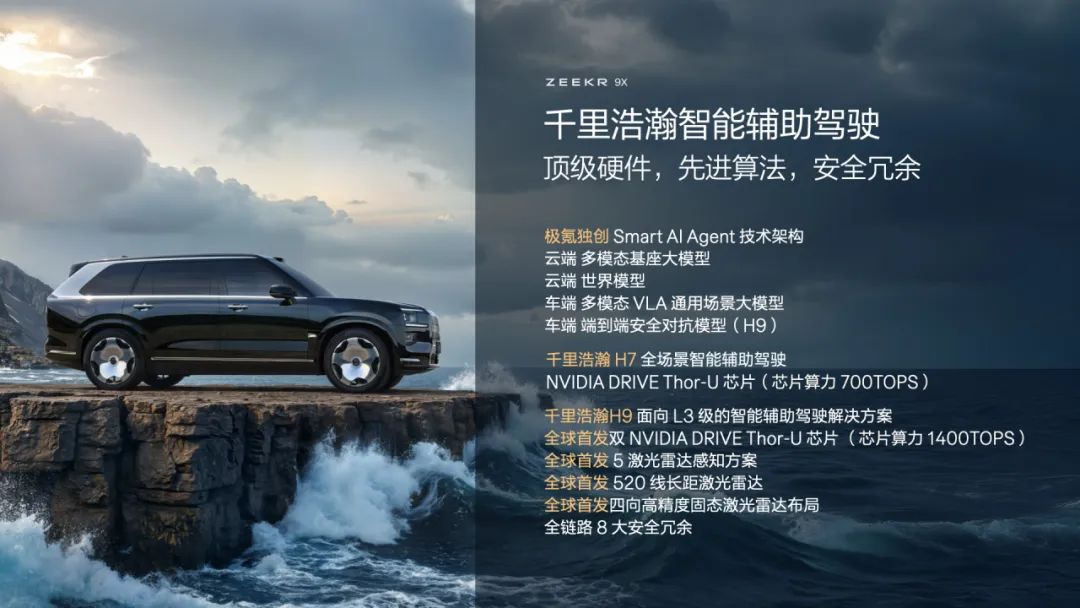 ZEEKR 9X
千里浩瀚智能辅助驾驶
顶级硬件，先进算法，安全冗余
极氪独创 Smart AI Agent 技术架构
云端 多模态基座大模型
云端 世界模型
车端 多模态 VLA 通用场景大模型
车端 端到端安全对抗模型（H9）
千里浩瀚 H7 全场景智能辅助驾驶
NVIDIA DRIVE Thor-U 芯片（芯片算力 700TOPS）
千里浩瀚H9 面向 L3 级的智能辅助驾驶解决方案
全球首发双 NVIDIA DRIVE Thor-U 芯片 （芯片算力 1400TOPS）
全球首发 5 激光雷达感知方案
全球首发 520 线长距激光雷达
全球首发四向高精度固态激光雷达布局
全链路 8 大安全冗余